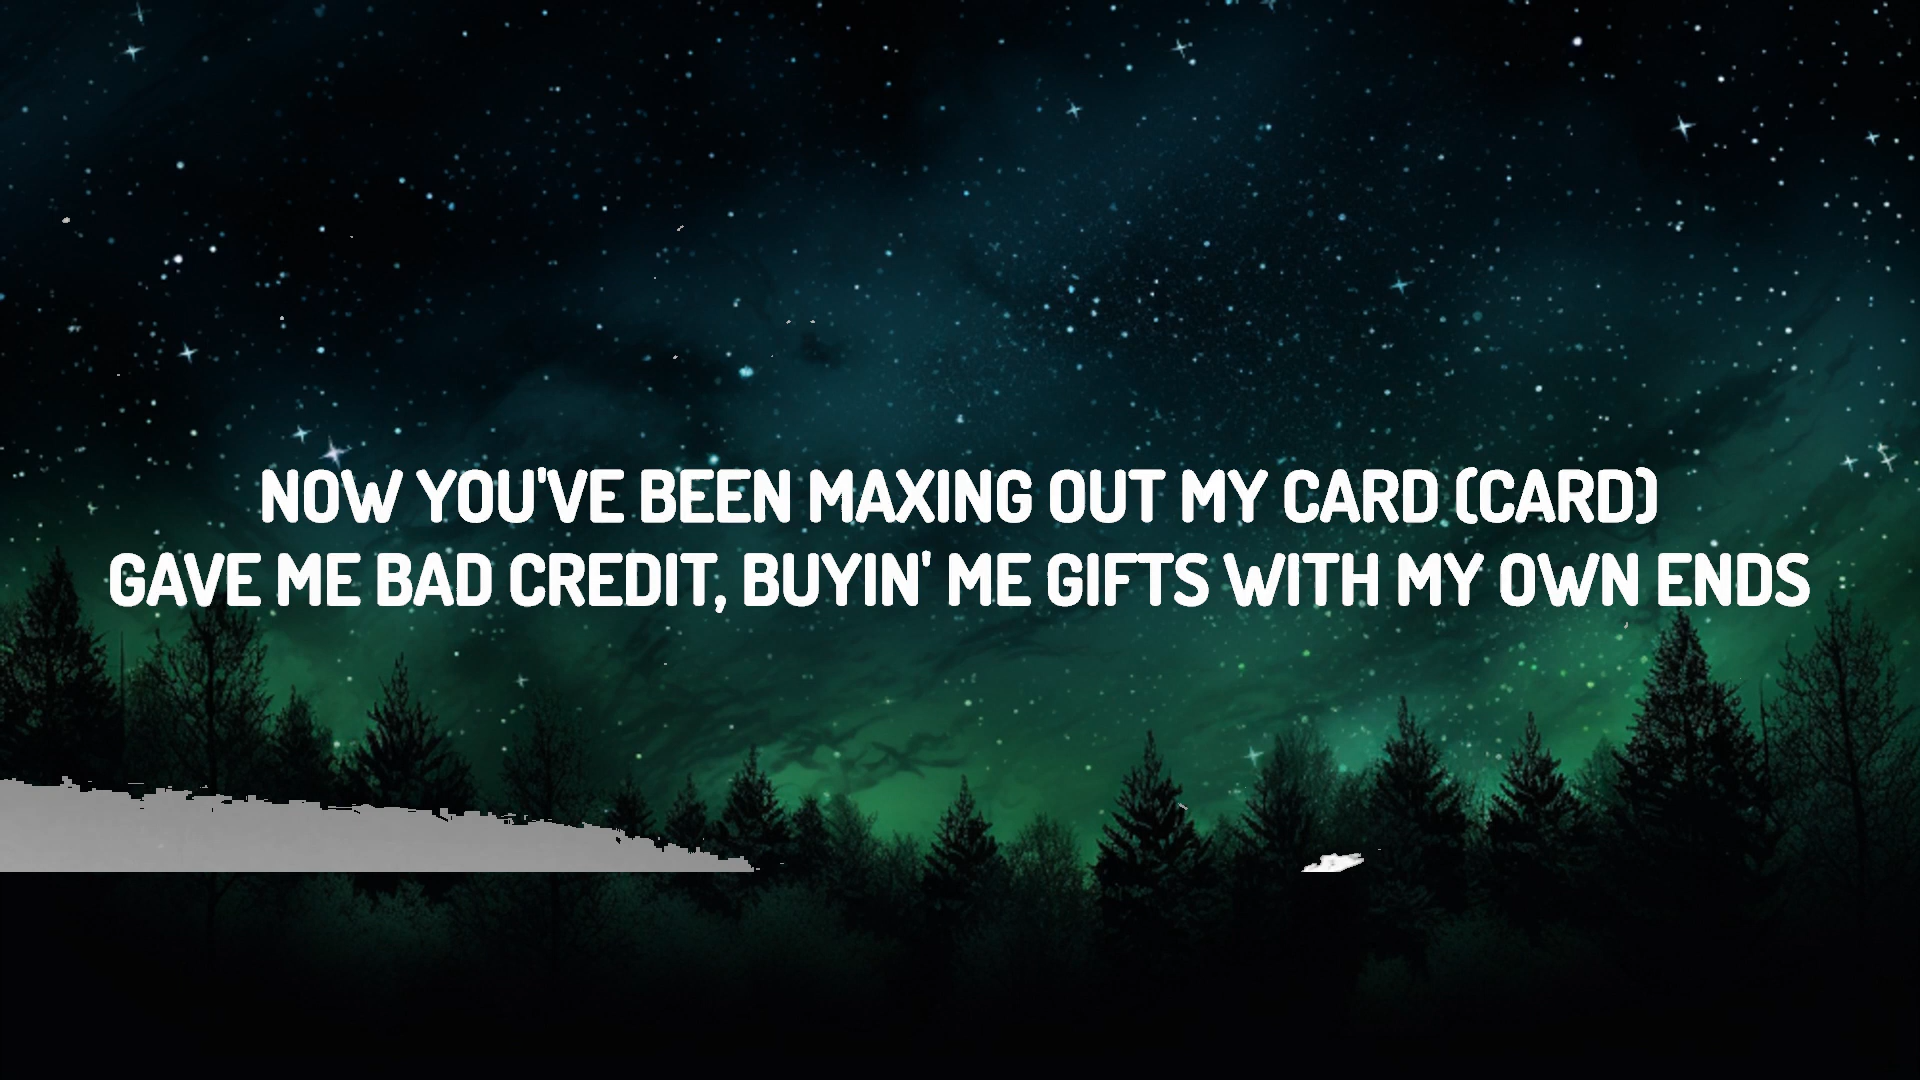 NOW YOU'VE BEEN MAXING OUT MY CARD (CARD)
GAVE ME BAD CREDIT, BUYIN' ME GIFTS WITH MY OWN ENDS